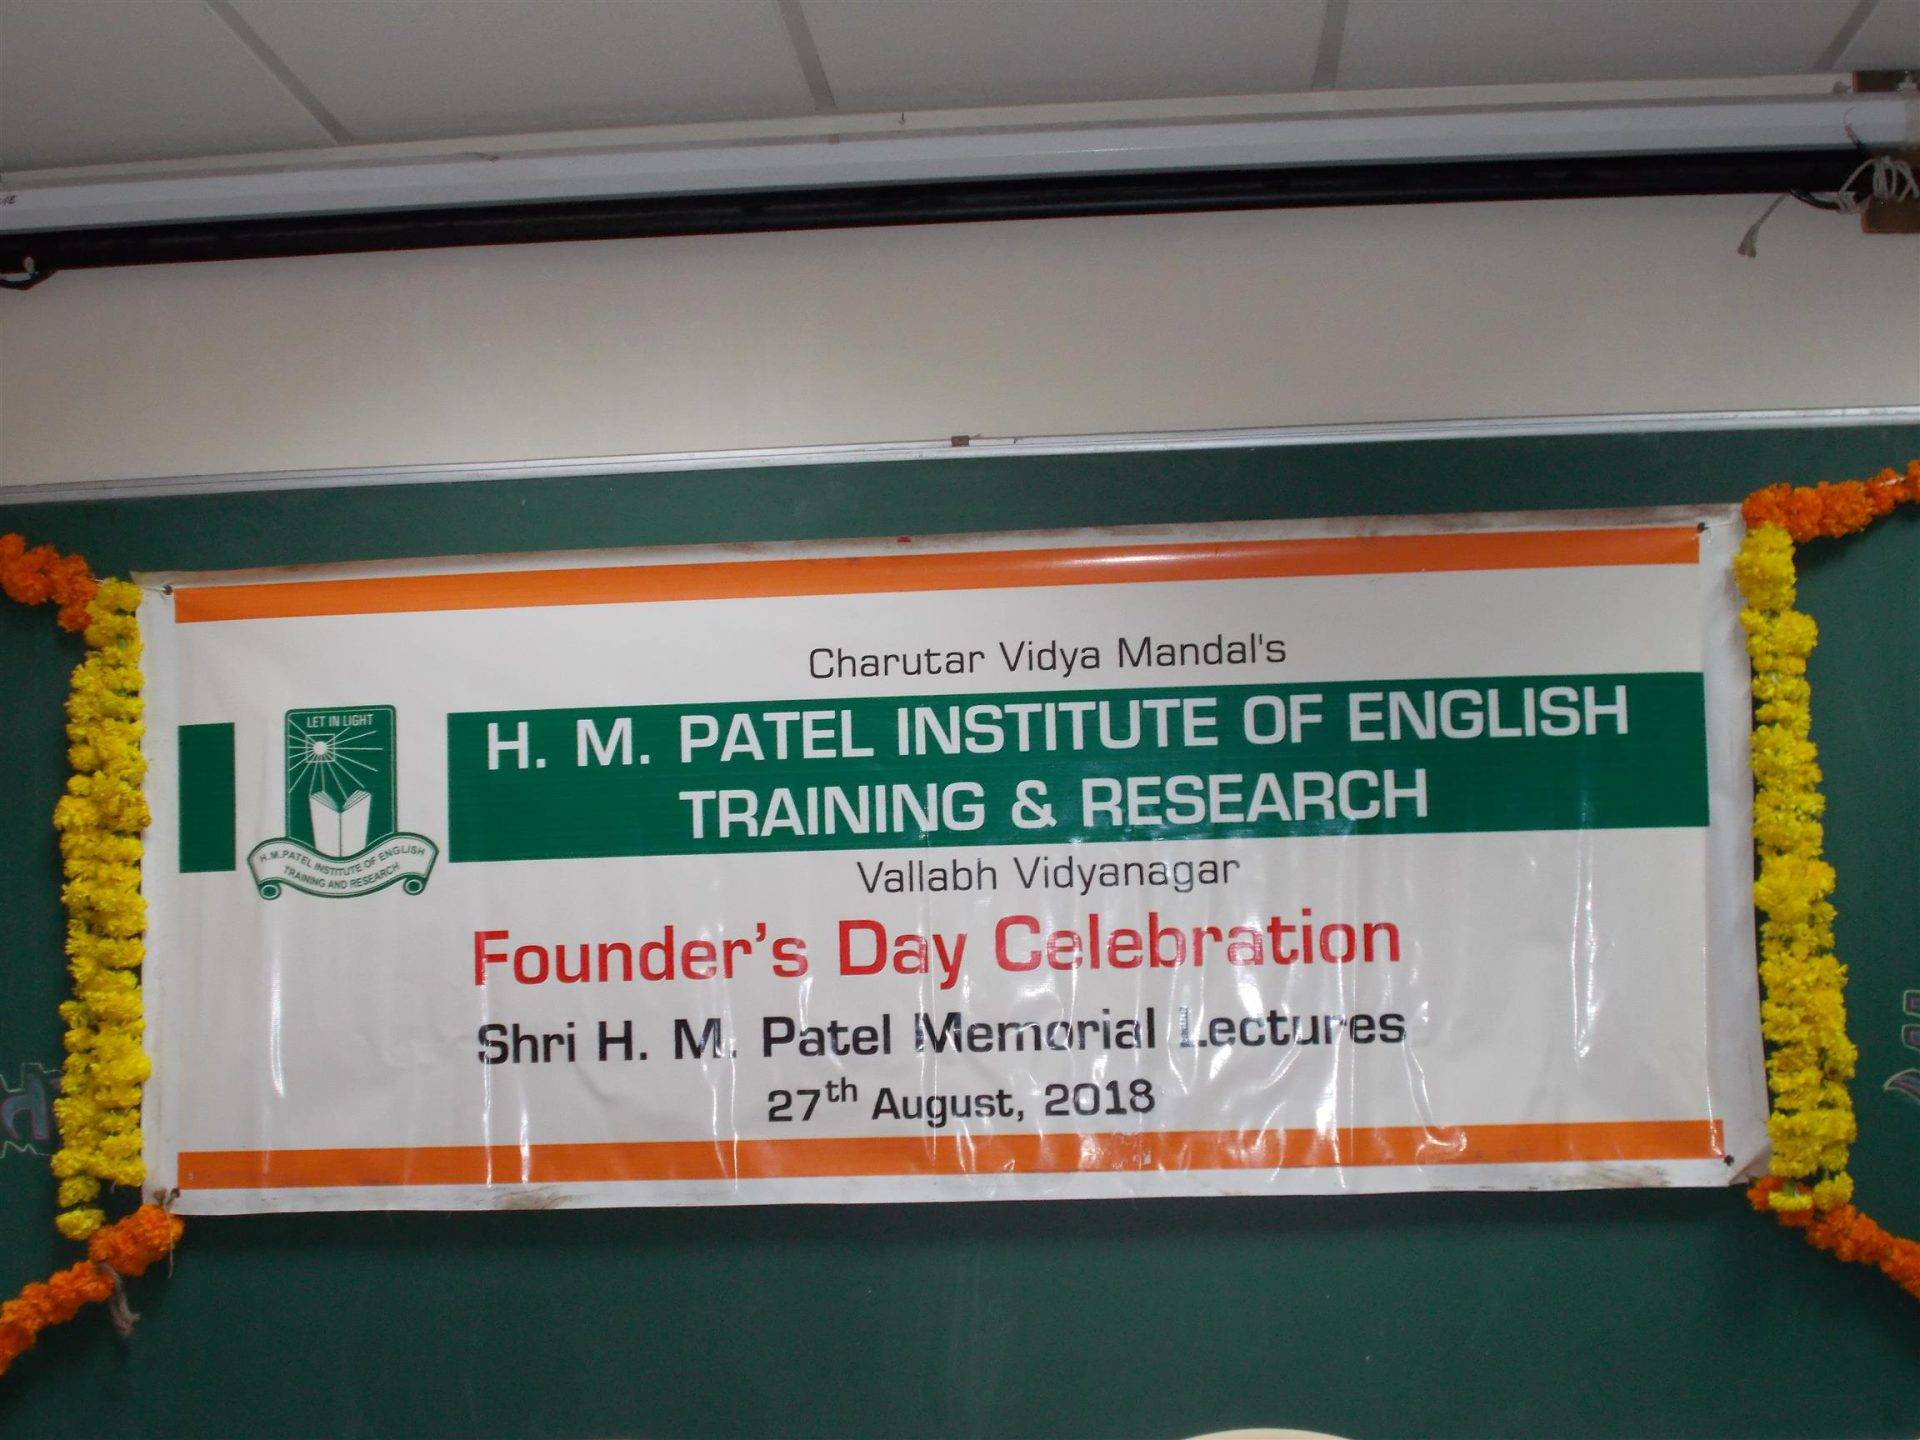 Charutar Vidya Mandal's
H. M. PATEL INSTITUTE OF ENGLISH
TRAINING & RESEARCH
Vallabh Vidyanagar
Founder's Day Celebration
Shri H. M. Patel Memorial Lectures
27th August, 2018
LET IN LIGHT
H.M.PATEL INSTITUTE OF ENGLISH
TRAINING AND RESEARCH